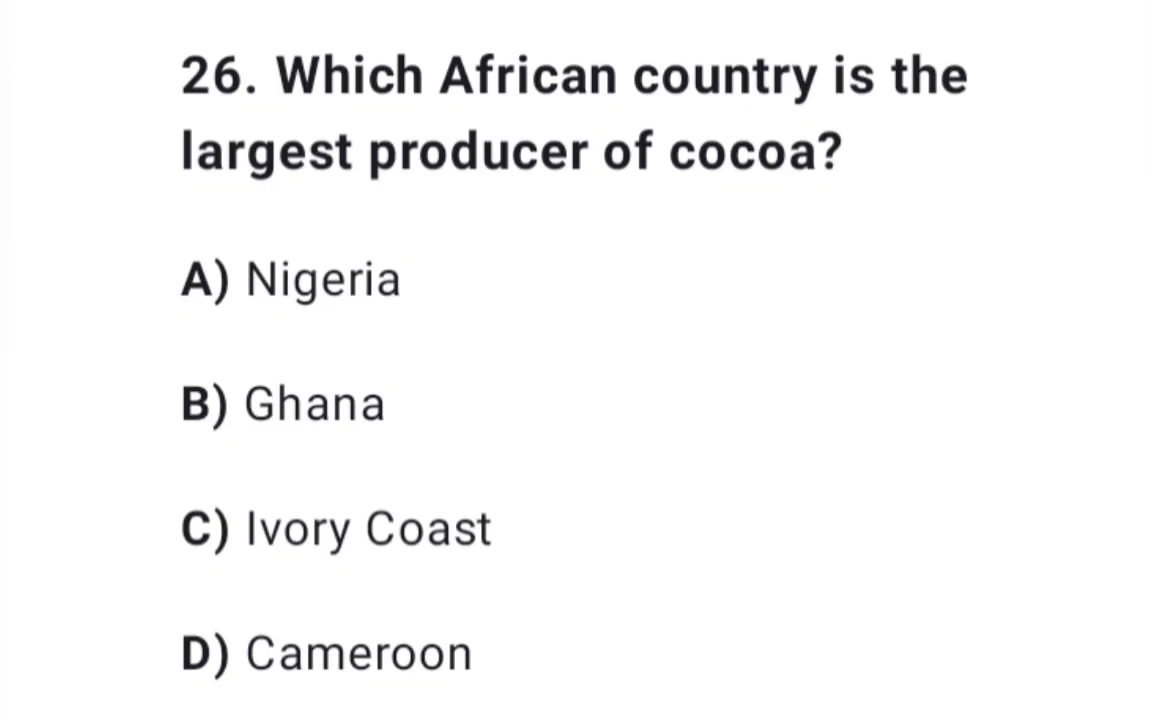 26. Which African country is the
largest producer of cocoa?
A) Nigeria
B) Ghana
C) Ivory Coast
D) Cameroon